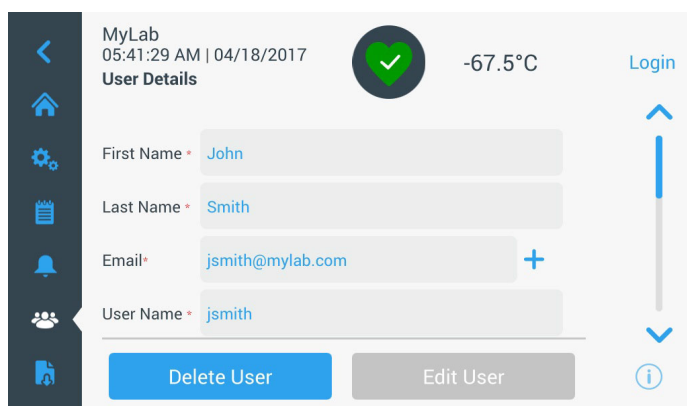 MyLab
05:41:29 AM | 04/18/2017
User Details
-67.5°C
Login
First Name * John
Last Name * Smith
Email* jsmith@mylab.com
User Name * jsmith
Delete User
Edit User